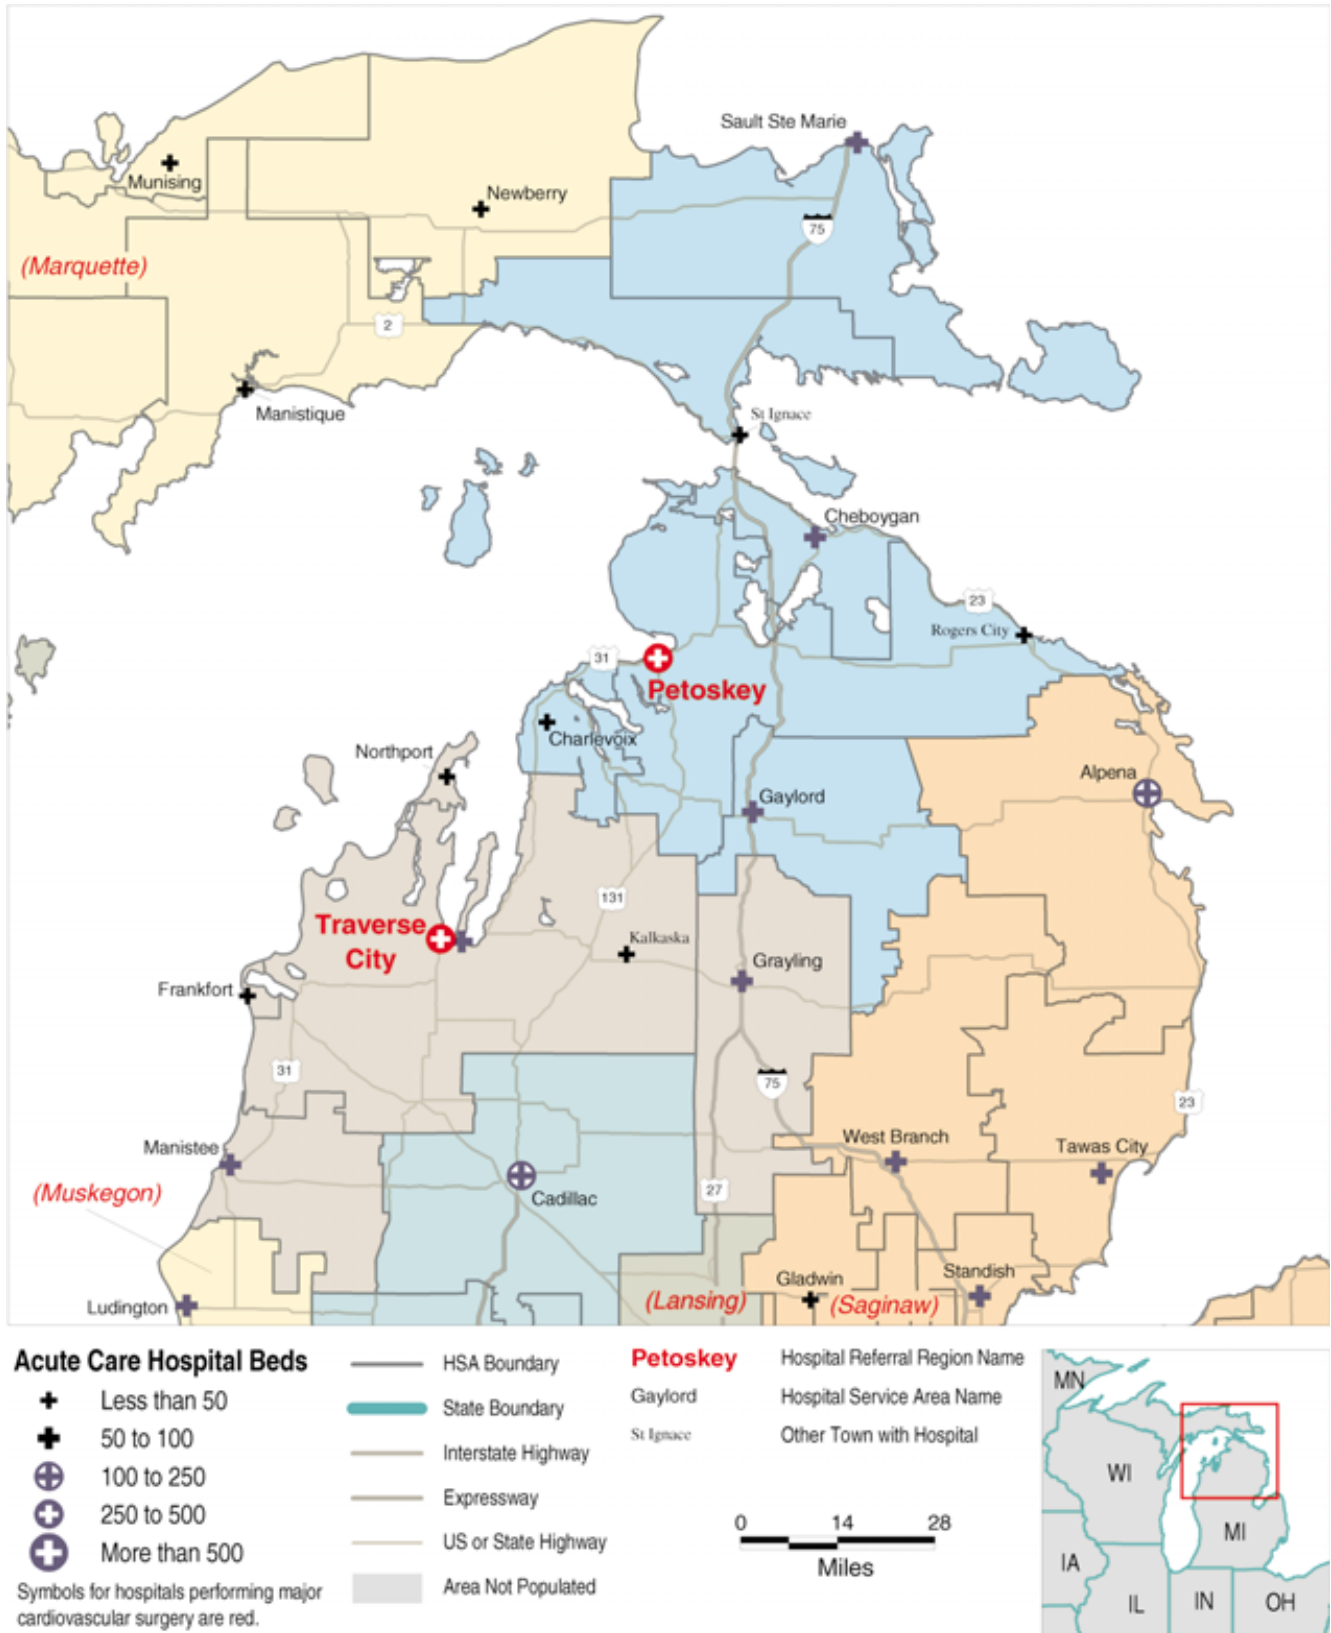 Sault Ste Marie
Munising
Newberry
75
(Marquette)
2
Manistique
St Ignace
Cheboygan
23
Rogers City
31
Petoskey
Charlevoix
Northport
Alpena
Gaylord
131
Traverse
City
Kalkaska
Grayling
Frankfort
31
75
23
Manistee
West Branch
Tawas City
(Muskegon)
27
Cadillac
Gladwin
Standish
Ludington
(Lansing)
(Saginaw)
Acute Care Hospital Beds
Less than 50
50 to 100
100 to 250
250 to 500
More than 500
Symbols for hospitals performing major
cardiovascular surgery are red.
HSA Boundary
State Boundary
Interstate Highway
Expressway
US or State Highway
Area Not Populated
Petoskey Hospital Referral Region Name
Gaylord Hospital Service Area Name
St Ignace Other Town with Hospital
0 14 28
Miles
MN
WI
MI
IA
IL
IN
OH